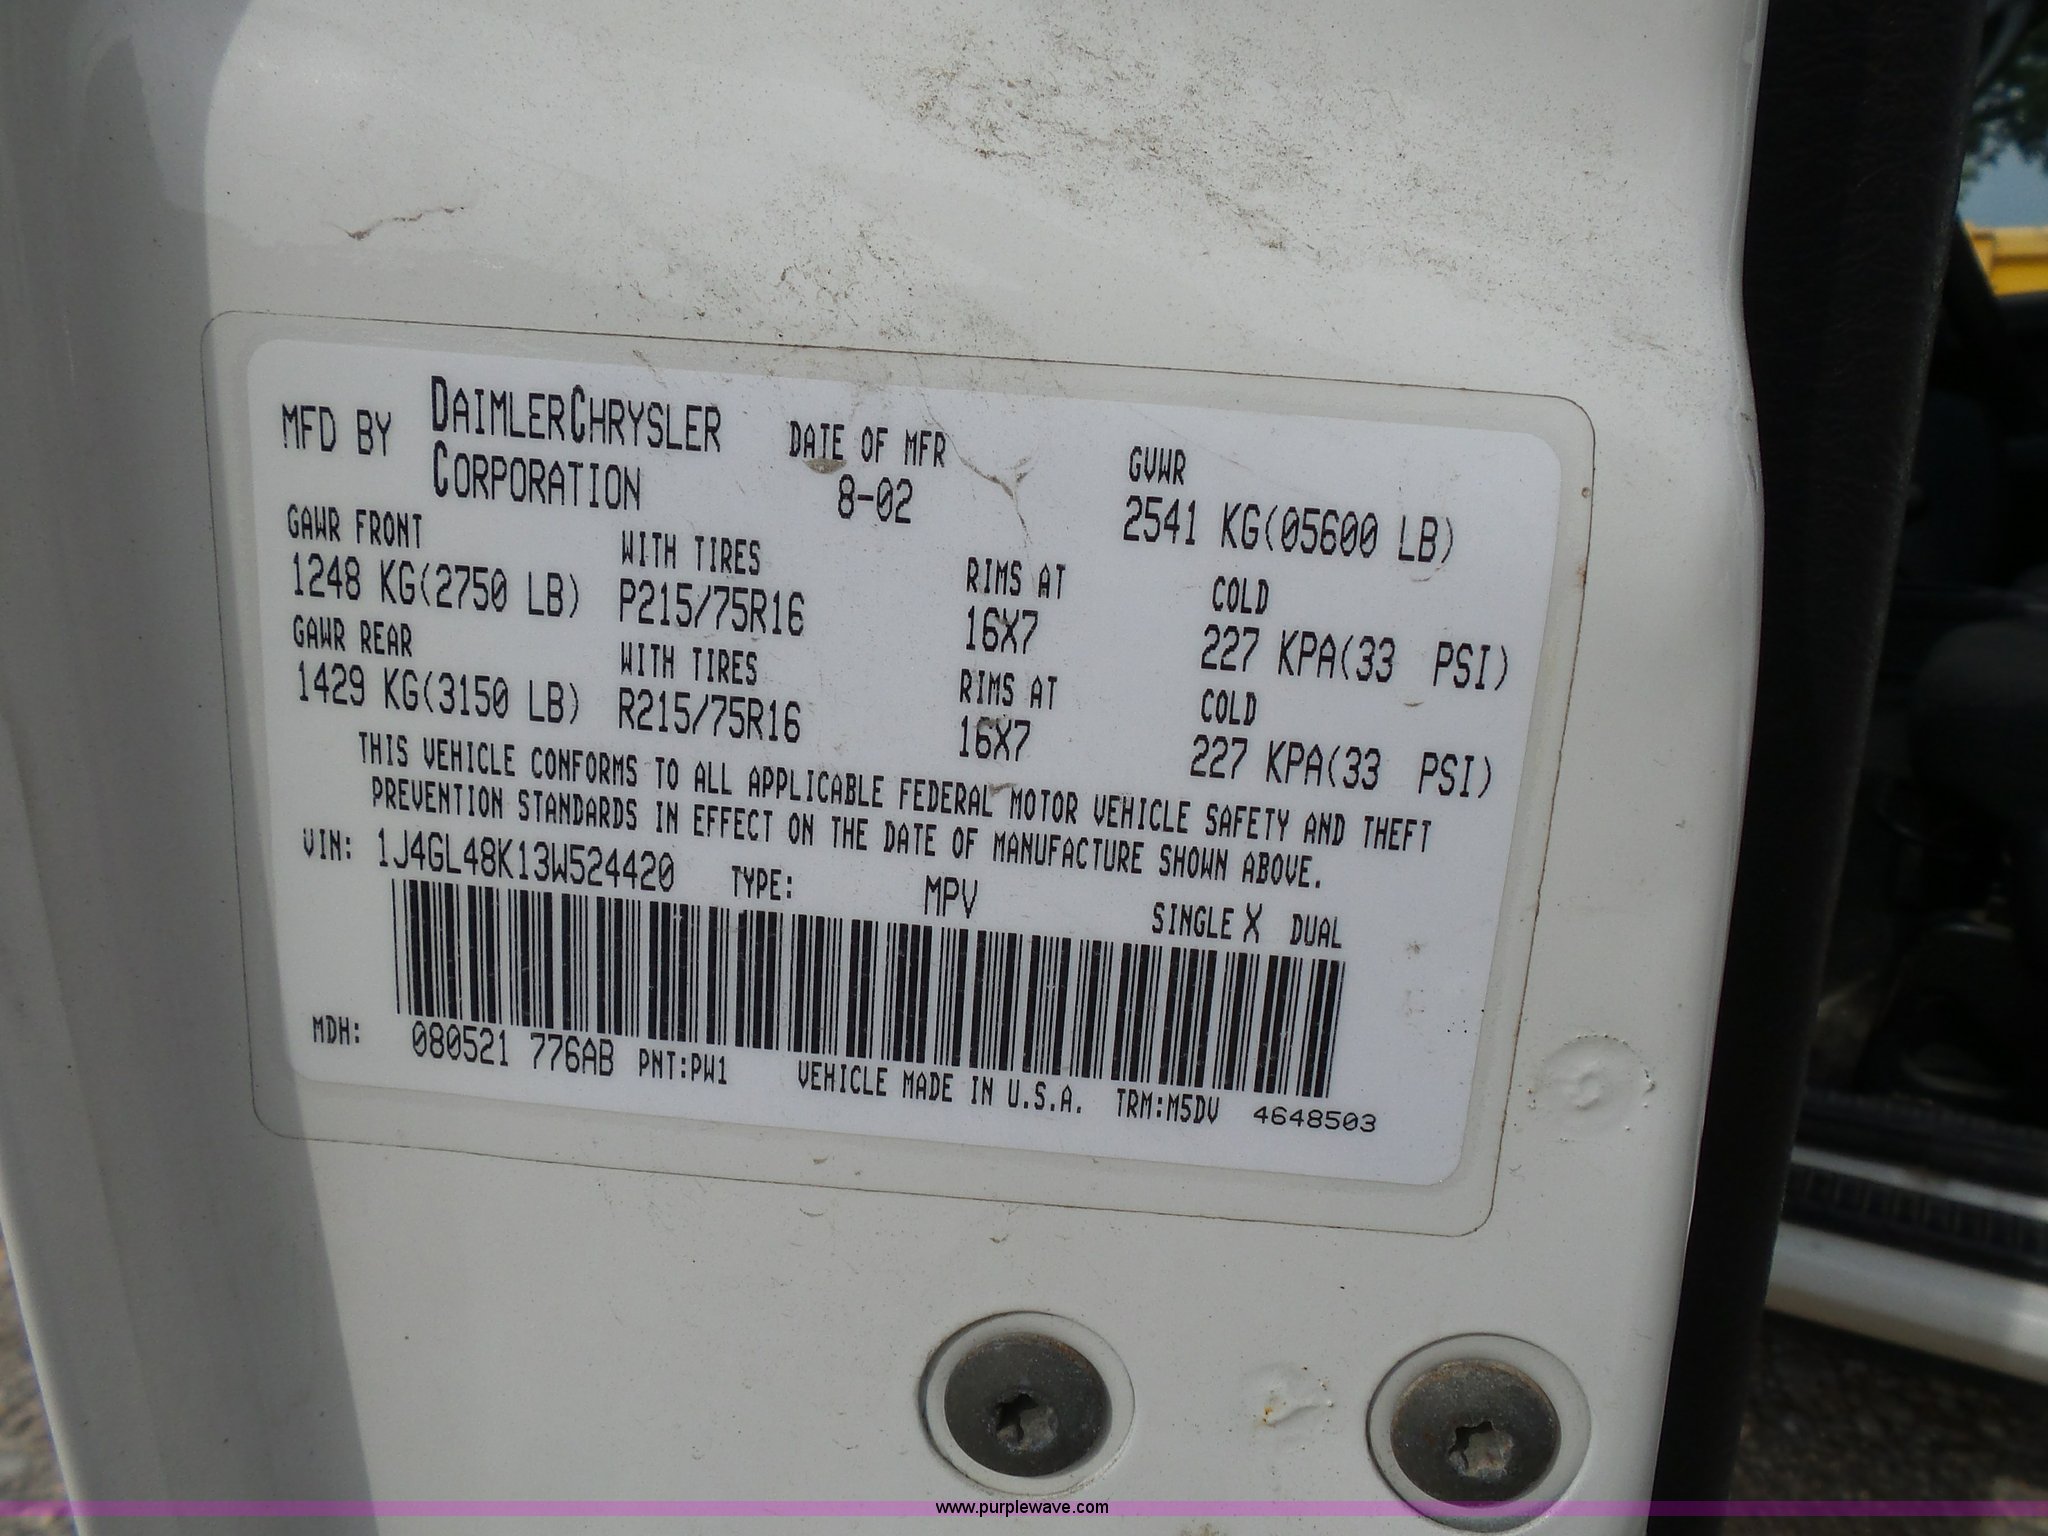 MFD BY DAIMLERCHRYSLER CORPORATION DATE OF MFR 8-02 GVWR 2541 KG(05600 LB)
GAWR FRONT WITH TIRES RIMS AT COLD
1248 KG(2750 LB) P215/75R16 16X7 227 KPA(33 PSI)
GAWR REAR WITH TIRES RIMS AT COLD
1429 KG(3150 LB) R215/75R16 16X7 227 KPA(33 PSI)
THIS VEHICLE CONFORMS TO ALL APPLICABLE FEDERAL MOTOR VEHICLE SAFETY AND THEFT
PREVENTION STANDARDS IN EFFECT ON THE DATE OF MANUFACTURE SHOWN ABOVE.
VIN: 1J4GL48K13W524420 TYPE: MPV SINGLE X DUAL
MDH: 080521 776AB PNT:PW1 VEHICLE MADE IN U.S.A. TRM:M5DV 4648503
www.purplewave.com